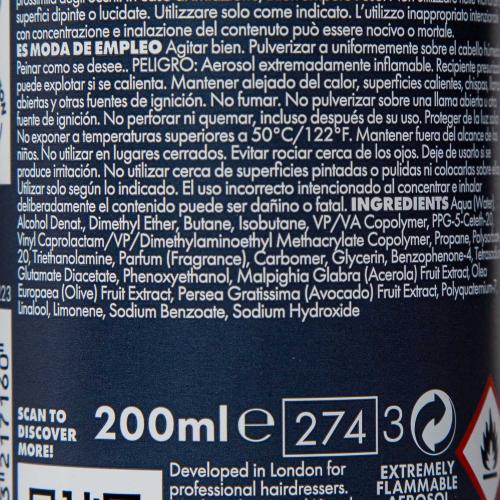 superfici dipinte o lucidate. Utilizzare solo come indicato. L'utilizzo inappropriato intenzi
con concentrazione e inalazione del contenuto può essere nocivo o mortale.
ES MODA DE EMPLEO Agitar bien. Pulverizar a uniformemente sobre el cabello
Peinar como se desee.. PELIGRO: Aerosol extremadamente inflamable. Recipiente
puede explotar si se calienta. Mantener alejado del calor, superficies calientes, chispas,
abiertas y otras fuentes de ignición. No fumar. No pulverizar sobre una llama abierta u
fuente de ignición. No perforar ni quemar, incluso después de su uso. Proteger de la luz
No exponer a temperaturas superiores a 50°C/122°F. Mantener fuera del alcance de
niños. No utilizar en lugares cerrados. Evitar rociar cerca de los ojos. Deje de usarlo si se
produce irritación. No utilizar cerca de superficies pintadas o pulidas ni colocarlas sobre
Utilizar solo según lo indicado. El uso incorrecto intencionado al concentrar e inhalar
deliberadamente el contenido puede ser dañino o fatal. INGREDIENTS Aqua (Water),
Alcohol Denat., Dimethyl Ether, Butane, Isobutane, VP/VA Copolymer, PPG-5-Ceteth-
Vinyl Caprolactam/VP/Dimethylaminoethyl Methacrylate Copolymer, Propane,
20, Triethanolamine, Parfum (Fragrance), Carbomer, Glycerin, Benzophenone-4,
Glutamate Diacetate, Phenoxyethanol, Malpighia Glabra (Acerola) Fruit Extract, Olea
Europaea (Olive) Fruit Extract, Persea Gratissima (Avocado) Fruit Extract, Polyquaternium-
Linalool, Limonene, Sodium Benzoate, Sodium Hydroxide
223
SCAN TO
DISCOVER
MORE!
200ml e 274 3
3217160
Developed in London for
professional hairdressers.
EXTREMELY
FLAMMABLE
AEROSOL